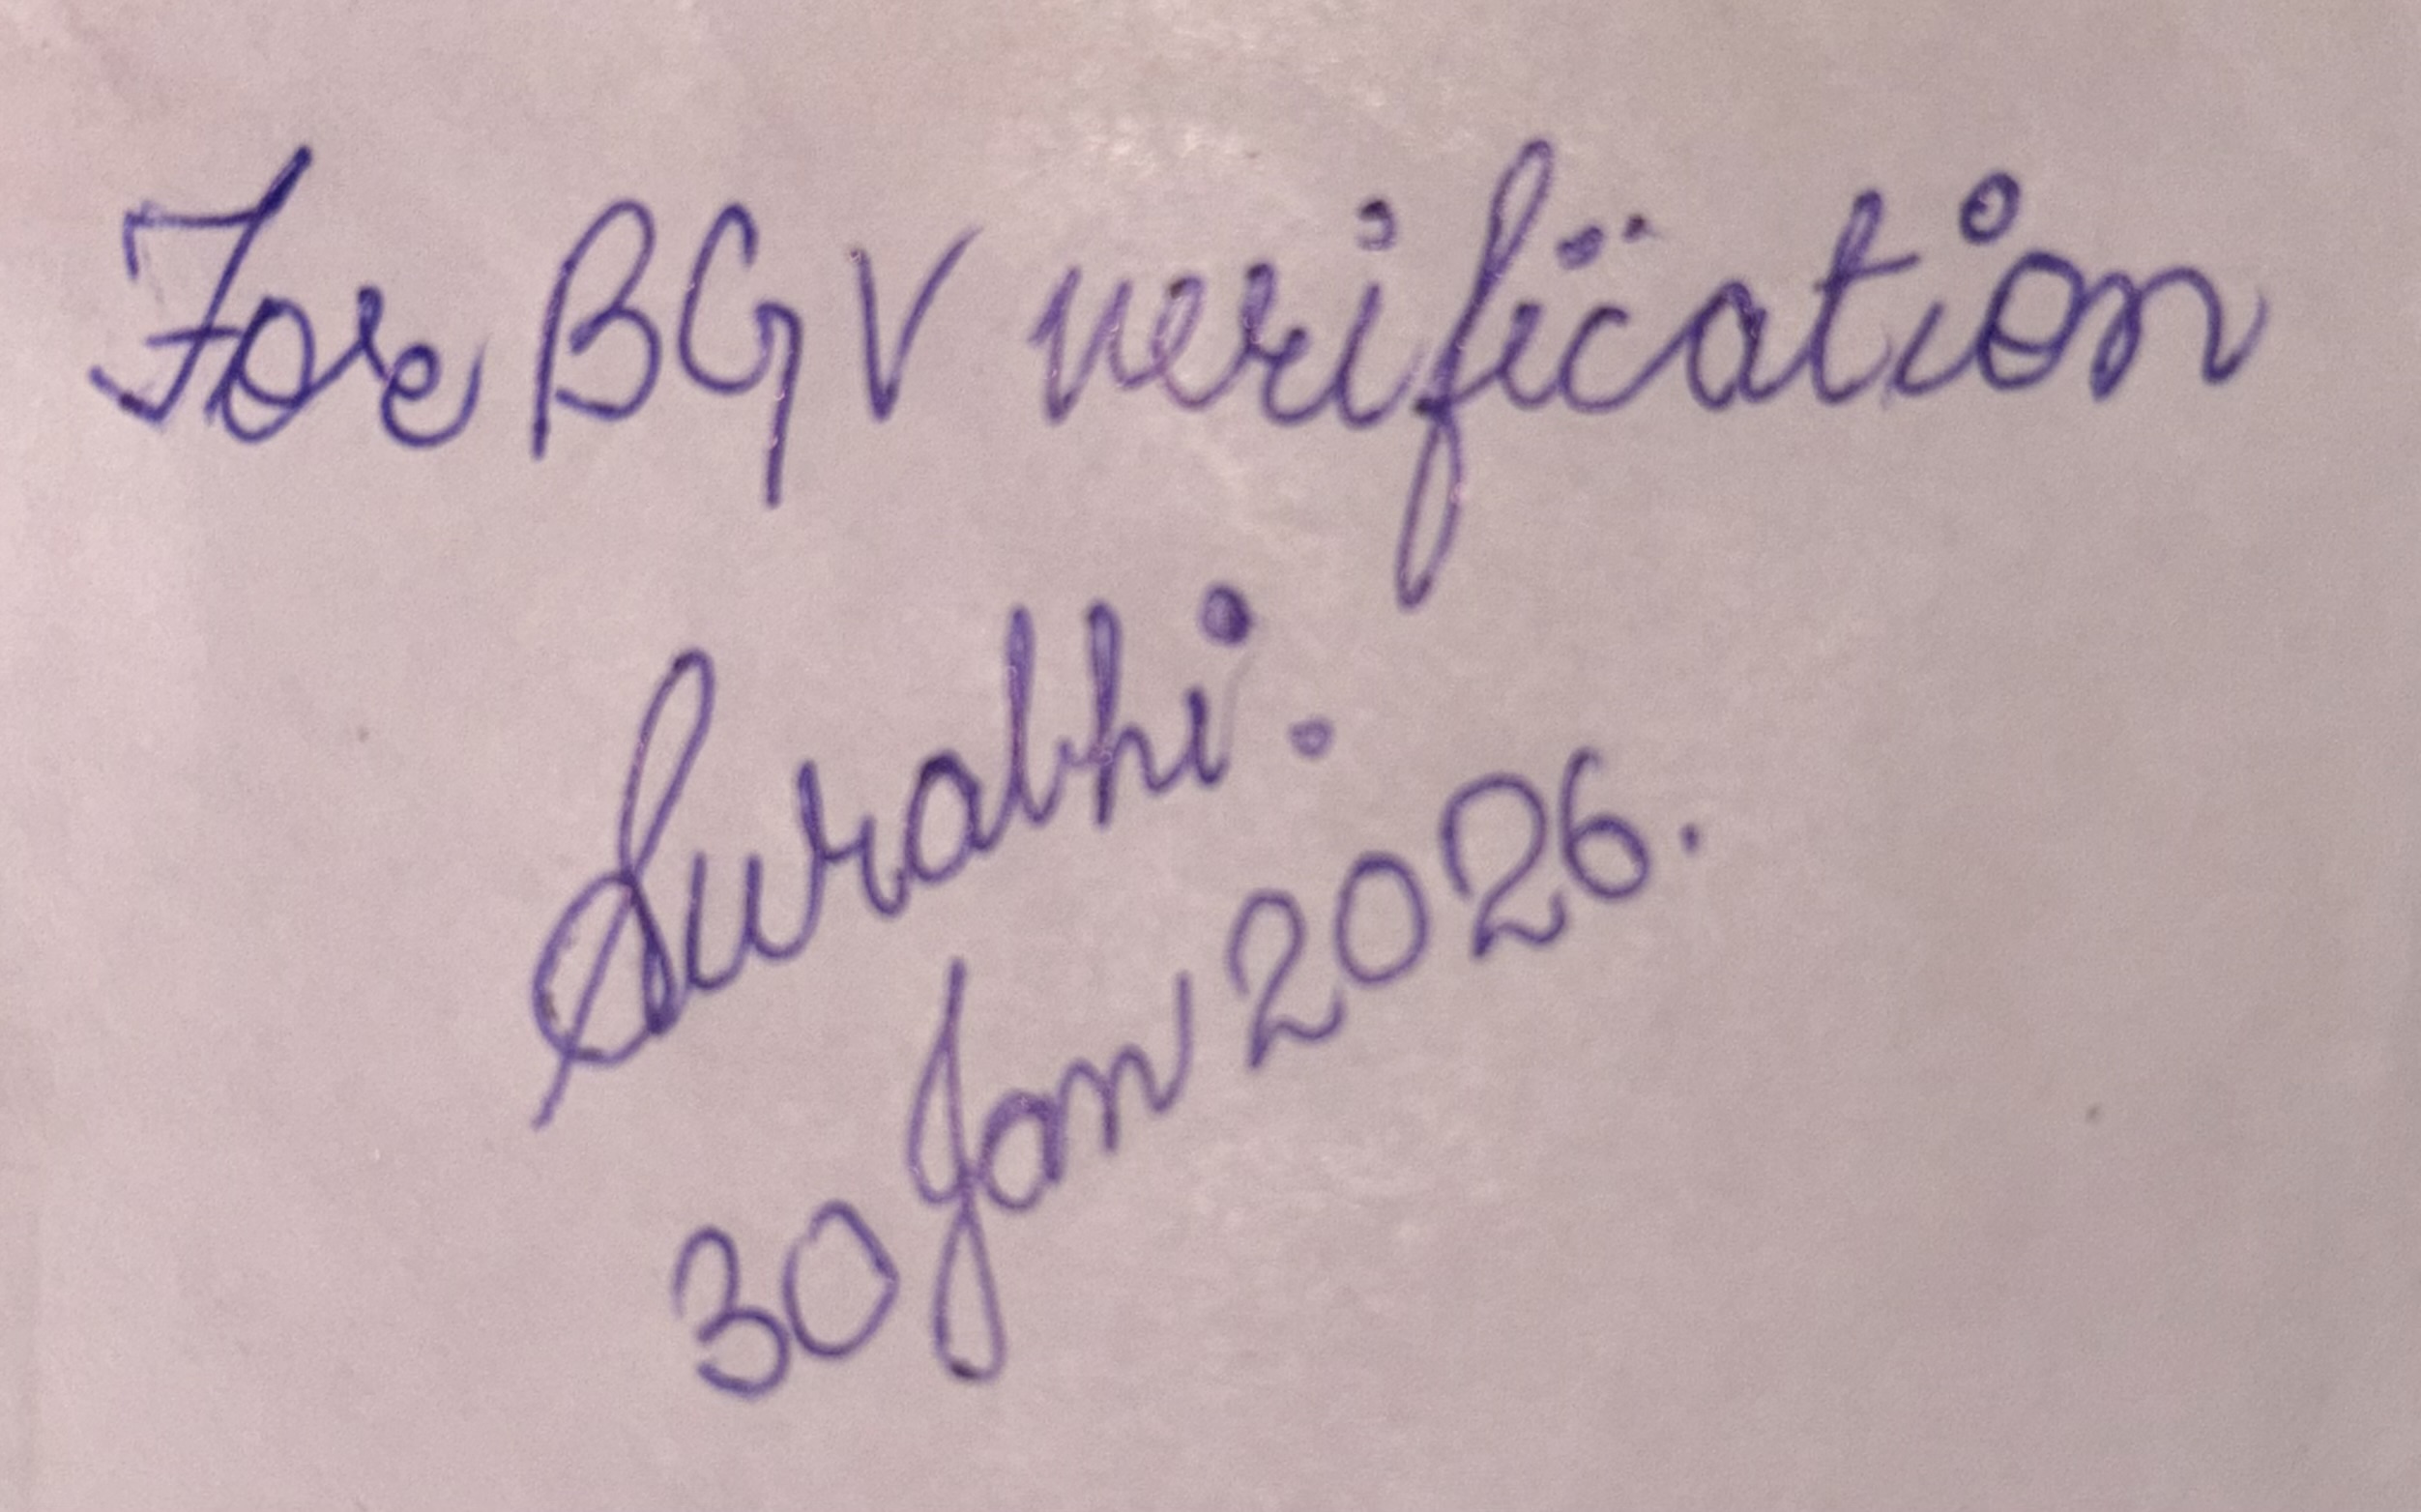 For BGV verification
Surabhi.
30 Jan 2026.